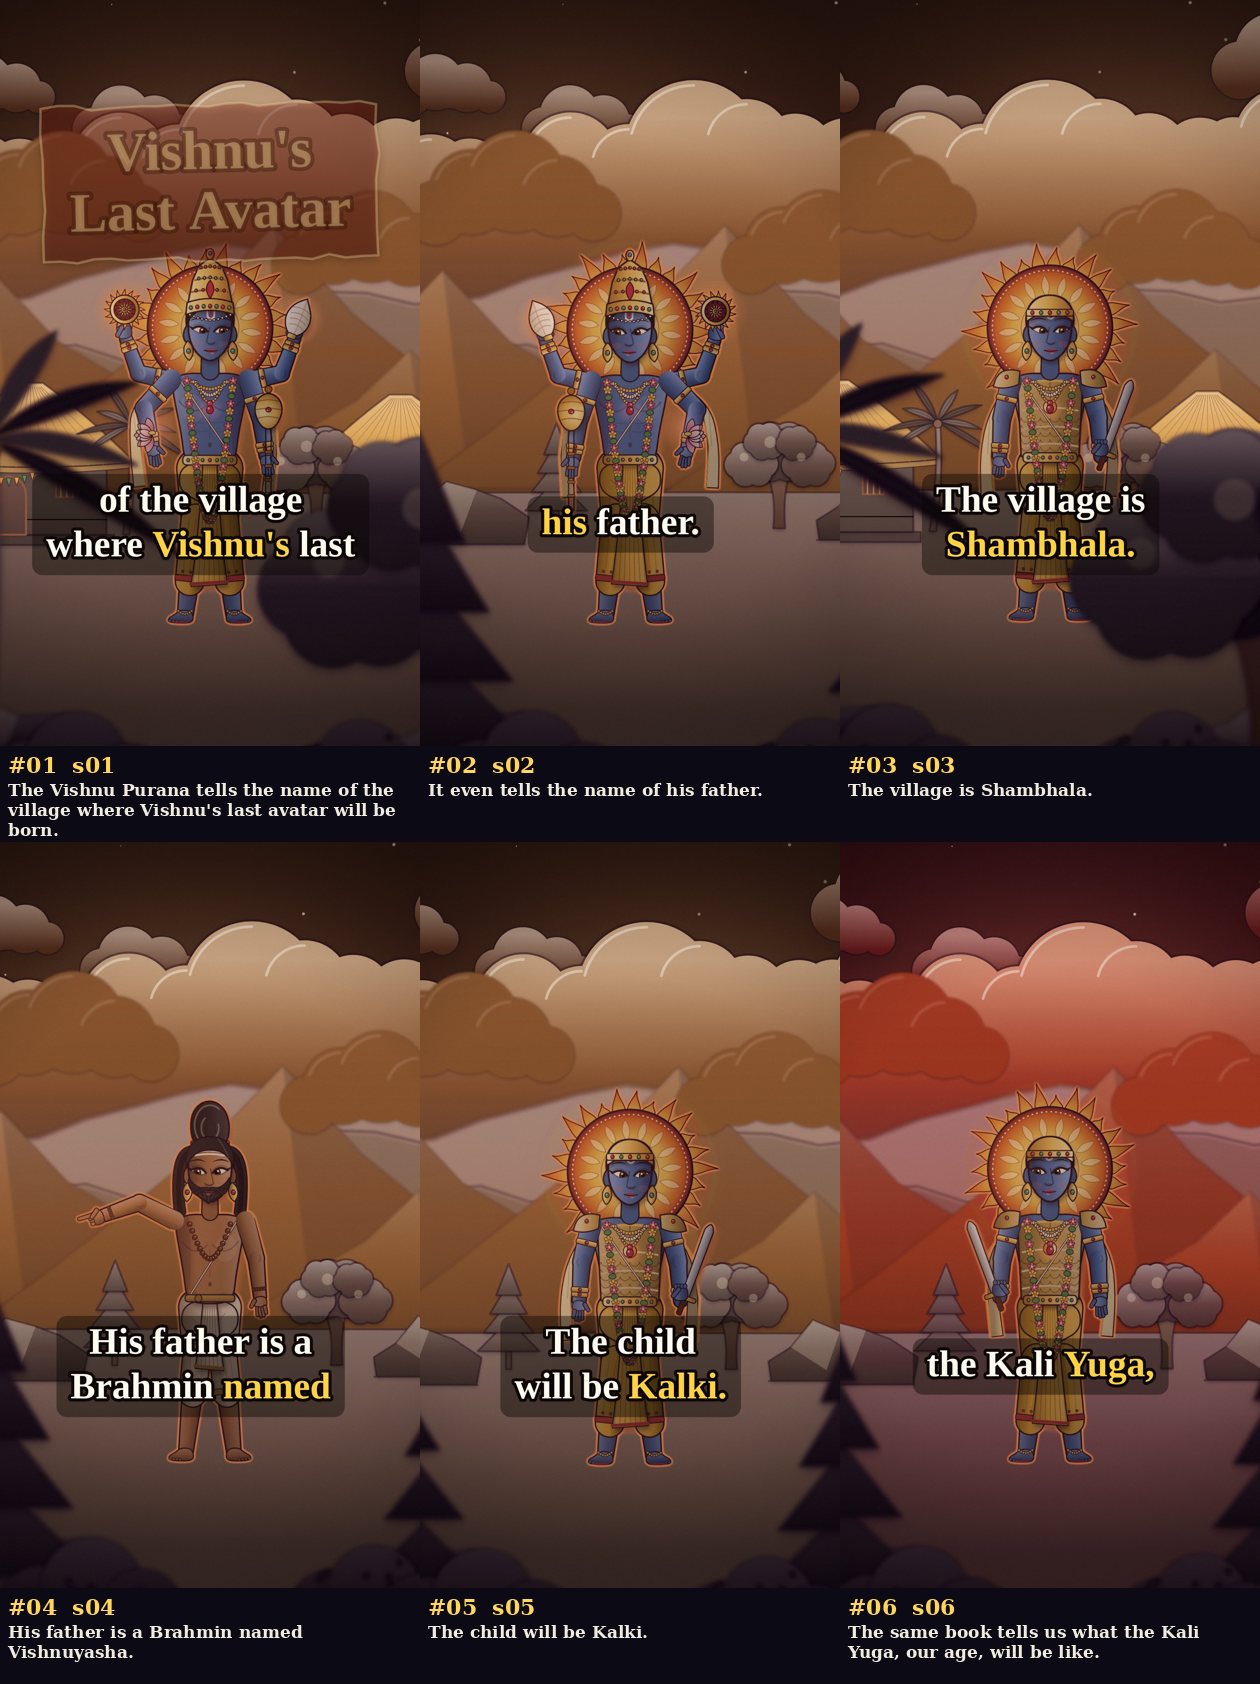 Vishnu's
Last Avatar
of the village
where Vishnu's last
his father.
The village is
Shambhala.
#01 s01
The Vishnu Purana tells the name of the
village where Vishnu's last avatar will be
born.
#02 s02
It even tells the name of his father.
#03 s03
The village is Shambhala.
His father is a
Brahmin named
The child
will be Kalki.
the Kali Yuga,
#04 s04
His father is a Brahmin named
Vishnuyasha.
#05 s05
The child will be Kalki.
#06 s06
The same book tells us what the Kali
Yuga, our age, will be like.